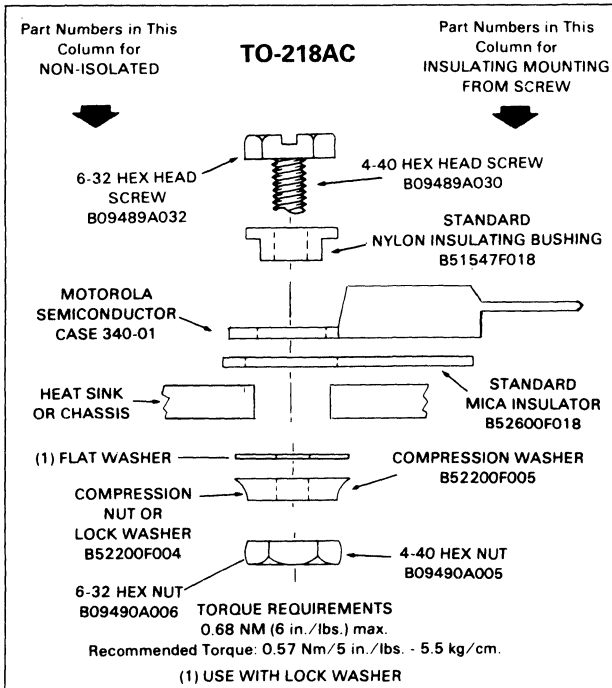 Part Numbers in This
Column for
NON-ISOLATED
TO-218AC
Part Numbers in This
Column for
INSULATING MOUNTING
FROM SCREW
6-32 HEX HEAD
SCREW
B09489A032
4-40 HEX HEAD SCREW
B09489A030
STANDARD
NYLON INSULATING BUSHING
B51547F018
MOTOROLA
SEMICONDUCTOR
CASE 340-01
HEAT SINK
OR CHASSIS
STANDARD
MICA INSULATOR
B52600F018
(1) FLAT WASHER
COMPRESSION WASHER
B52200F005
COMPRESSION
NUT OR
LOCK WASHER
B52200F004
4-40 HEX NUT
B09490A005
6-32 HEX NUT
B09490A006
TORQUE REQUIREMENTS
0.68 NM (6 in./lbs.) max.
Recommended Torque: 0.57 Nm/5 in./lbs. - 5.5 kg/cm.
(1) USE WITH LOCK WASHER